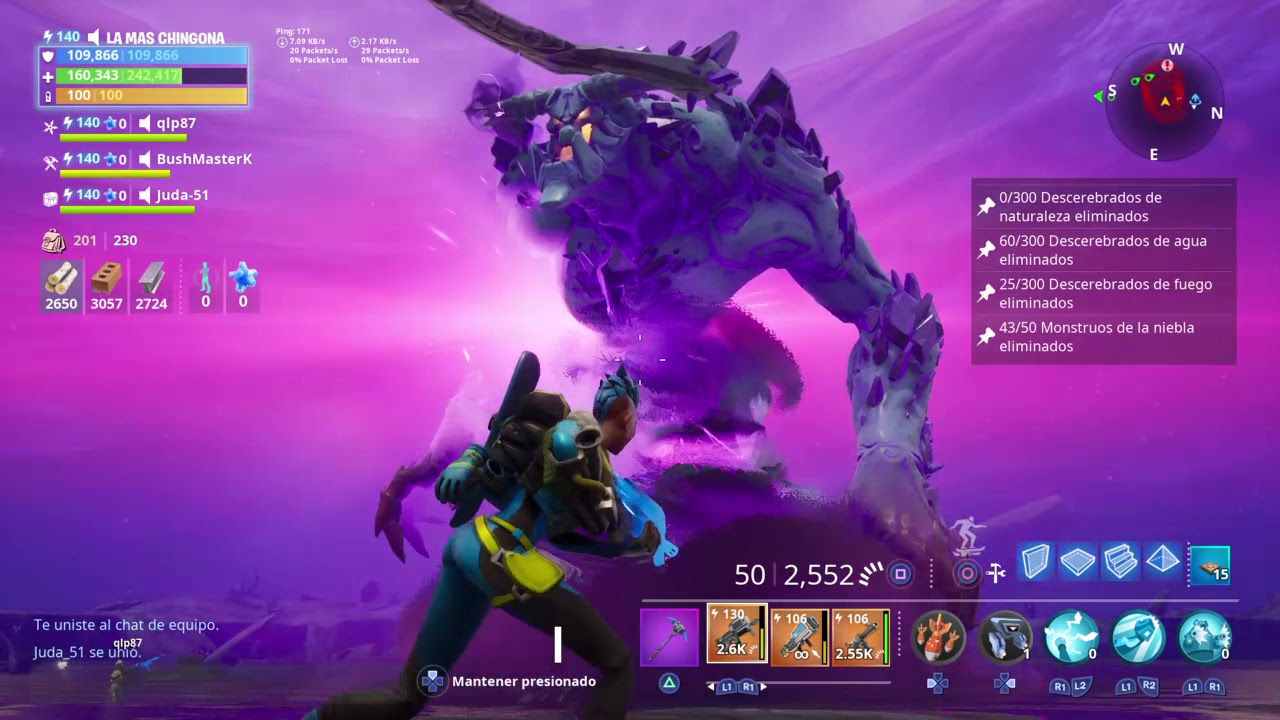 140 LA MAS CHINGONA
109,866 | 109,866
160,343 | 242,417
100 | 100
140 0 qlp87
140 0 BushMasterK
140 0 Juda-51
201 | 230
2650 3057 2724 0 0
Ping: 171
7.09 KB/s 2.17 KB/s
20 Packets/s 29 Packets/s
0% Packet Loss 0% Packet Loss
W
S
N
E
0/300 Descerebrados de
naturaleza eliminados
60/300 Descerebrados de agua
eliminados
25/300 Descerebrados de fuego
eliminados
43/50 Monstruos de la niebla
eliminados
50 | 2,552
15
130 106 106
2.6K ∞ 2.55K 1 0 0
L1 R1 R1 L2 L1 R2 L1 R1
Te uniste al chat de equipo.
qlp87
Juda_51 se unió.
Mantener presionado